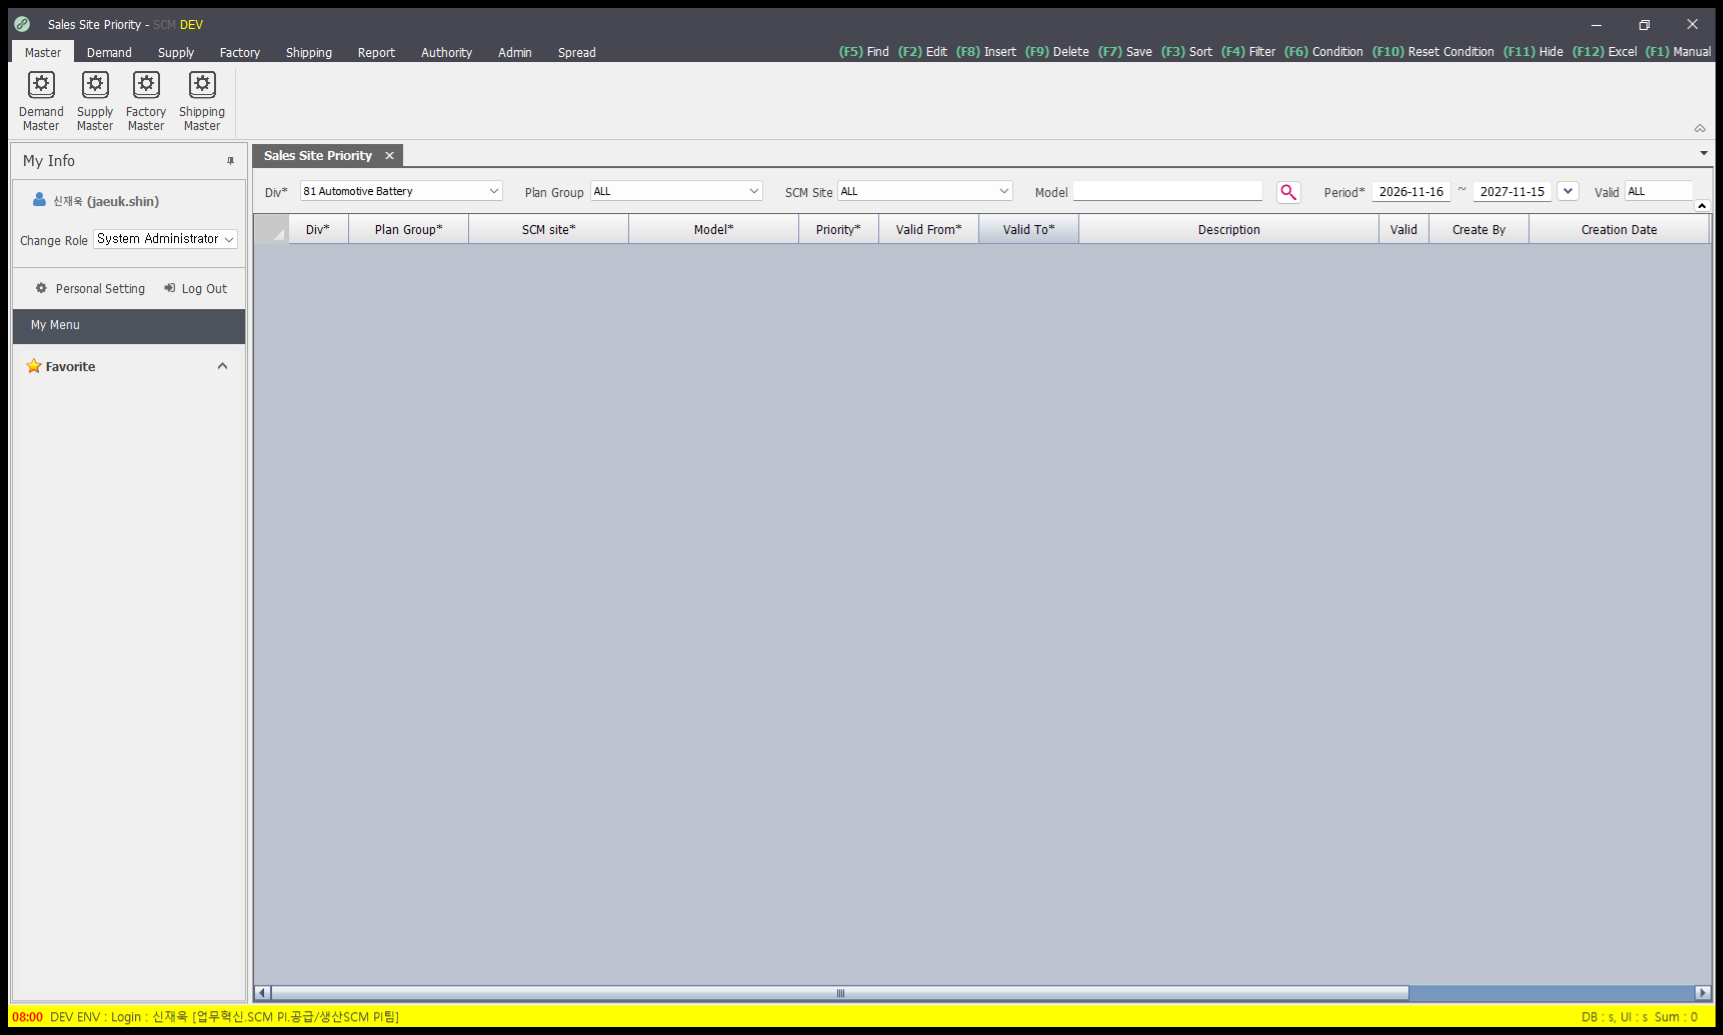 Sales Site Priority - SCM DEV
Master Demand Supply Factory Shipping Report Authority Admin Spread (F5) Find (F2) Edit (F8) Insert (F9) Delete (F7) Save (F3) Sort (F4) Filter (F6) Condition (F10) Reset Condition (F11) Hide (F12) Excel (F1) Manual
Demand Master Supply Master Factory Master Shipping Master
My Info
신재욱 (jaeuk.shin)
Change Role System Administrator
Personal Setting Log Out
My Menu
Favorite
Sales Site Priority
Div* 81 Automotive Battery Plan Group ALL SCM Site ALL Model Period* 2026-11-16 ~ 2027-11-15 Valid ALL
Div* Plan Group* SCM site* Model* Priority* Valid From* Valid To* Description Valid Create By Creation Date
08:00 DEV ENV : Login : 신재욱 [업무혁신.SCM PI.공급/생산SCM PI팀] DB : s, UI : s Sum : 0